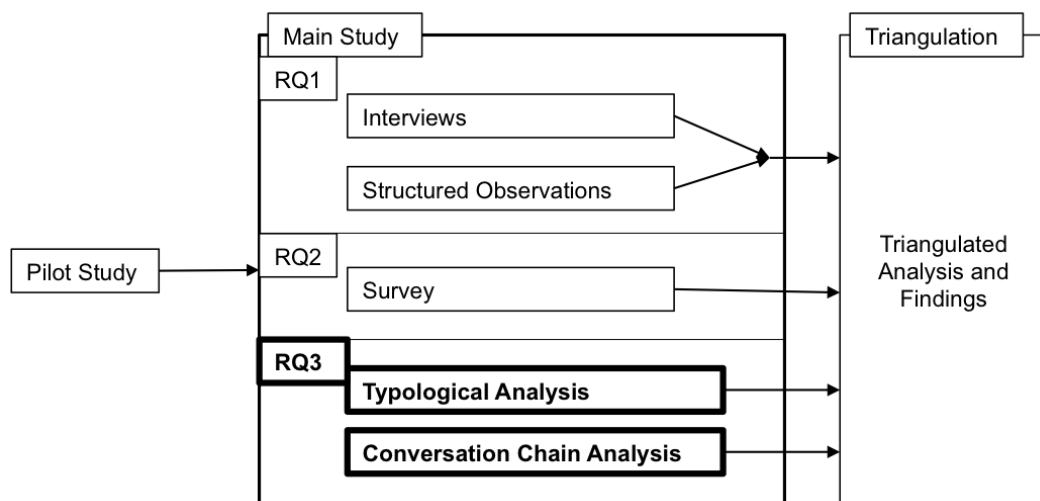 Main Study
Triangulation
RQ1
Interviews
Structured Observations
RQ2
Pilot Study
Survey
Triangulated
Analysis and
Findings
RQ3
Typological Analysis
Conversation Chain Analysis